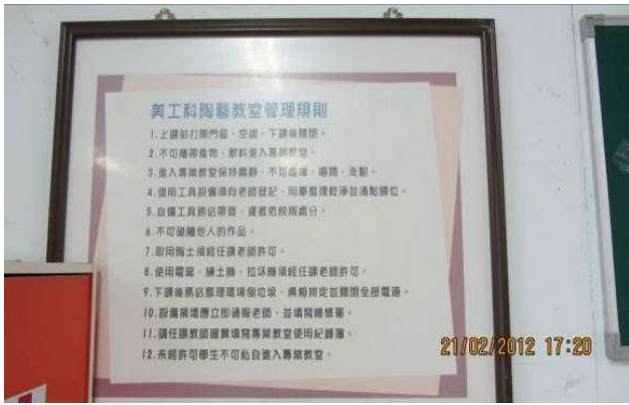 美工科陶藝教室管理規則
1.上課前打開門窗、空調，下課後關閉。
2.不可攜帶食物、飲料進入專業教室。
3.進入專業教室保持肅靜，不可喧嘩、嘻鬧、走動。
4.借用工具設備須向老師登記，用畢整理乾淨並清點歸位。
5.自備工具務必帶齊，違者依校規處分。
6.不可碰觸他人的作品。
7.取用陶土須經任課老師許可。
8.使用電窯、練土機、拉坯機須經任課老師許可。
9.下課後務必整理環境倒垃圾，桌椅排定並關閉全部電源。
10.設備損壞應立即通報老師，並填寫維修單。
11.請任課教師確實填寫專業教室使用紀錄簿。
12.未經許可學生不可私自進入專業教室。
21/02/2012 17:20